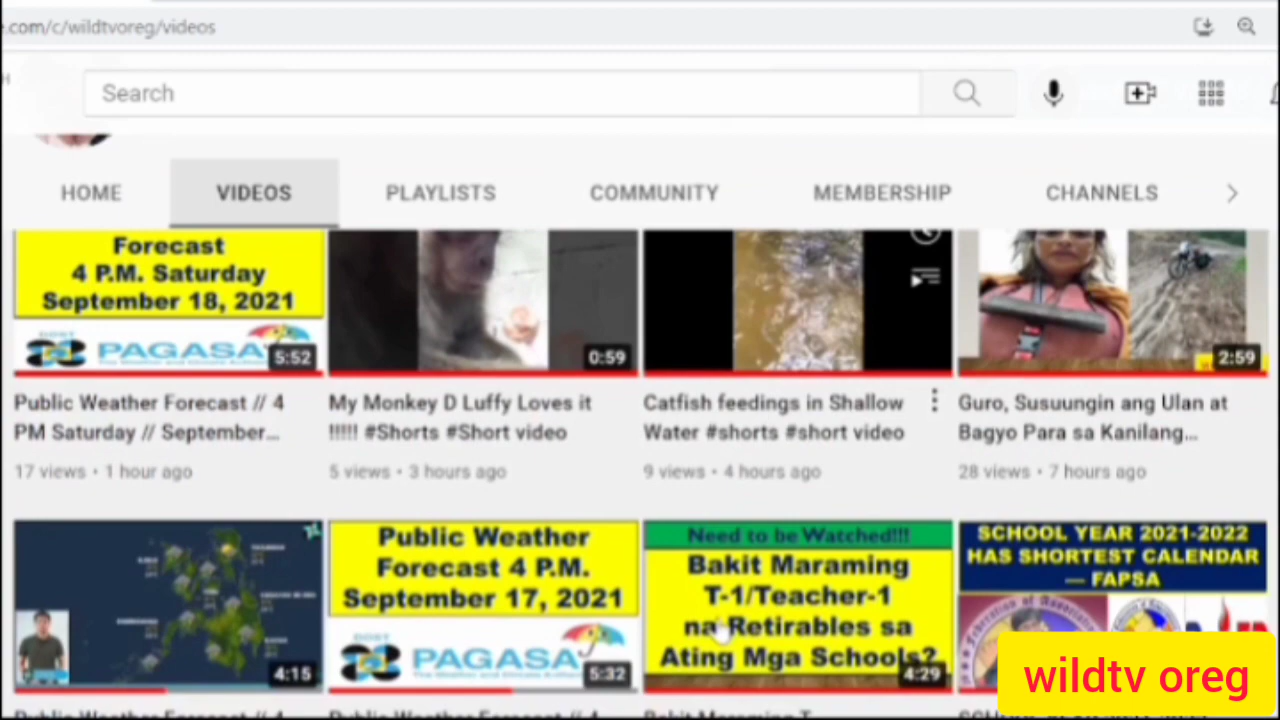 e.com/c/wildtvoreg/videos
Search
HOME
VIDEOS
PLAYLISTS
COMMUNITY
MEMBERSHIP
CHANNELS
Forecast
4 P.M. Saturday
September 18, 2021
PAGASA
5:52
0:59
2:59
Public Weather Forecast // 4
PM Saturday // September...
17 views • 1 hour ago
My Monkey D Luffy Loves it
!!!!! #Shorts #Short video
5 views • 3 hours ago
Catfish feedings in Shallow
Water #shorts #short video
9 views • 4 hours ago
Guro, Susuungin ang Ulan at
Bagyo Para sa Kanilang...
28 views • 7 hours ago
4:15
Public Weather
Forecast 4 P.M.
September 17, 2021
DOST
PAGASA
5:32
Need to be Watched!!!
Bakit Maraming
T-1/Teacher-1
na Retirables sa
Ating Mga Schools?
4:29
SCHOOL YEAR 2021-2022
HAS SHORTEST CALENDAR
— FAPSA
wildtv oreg